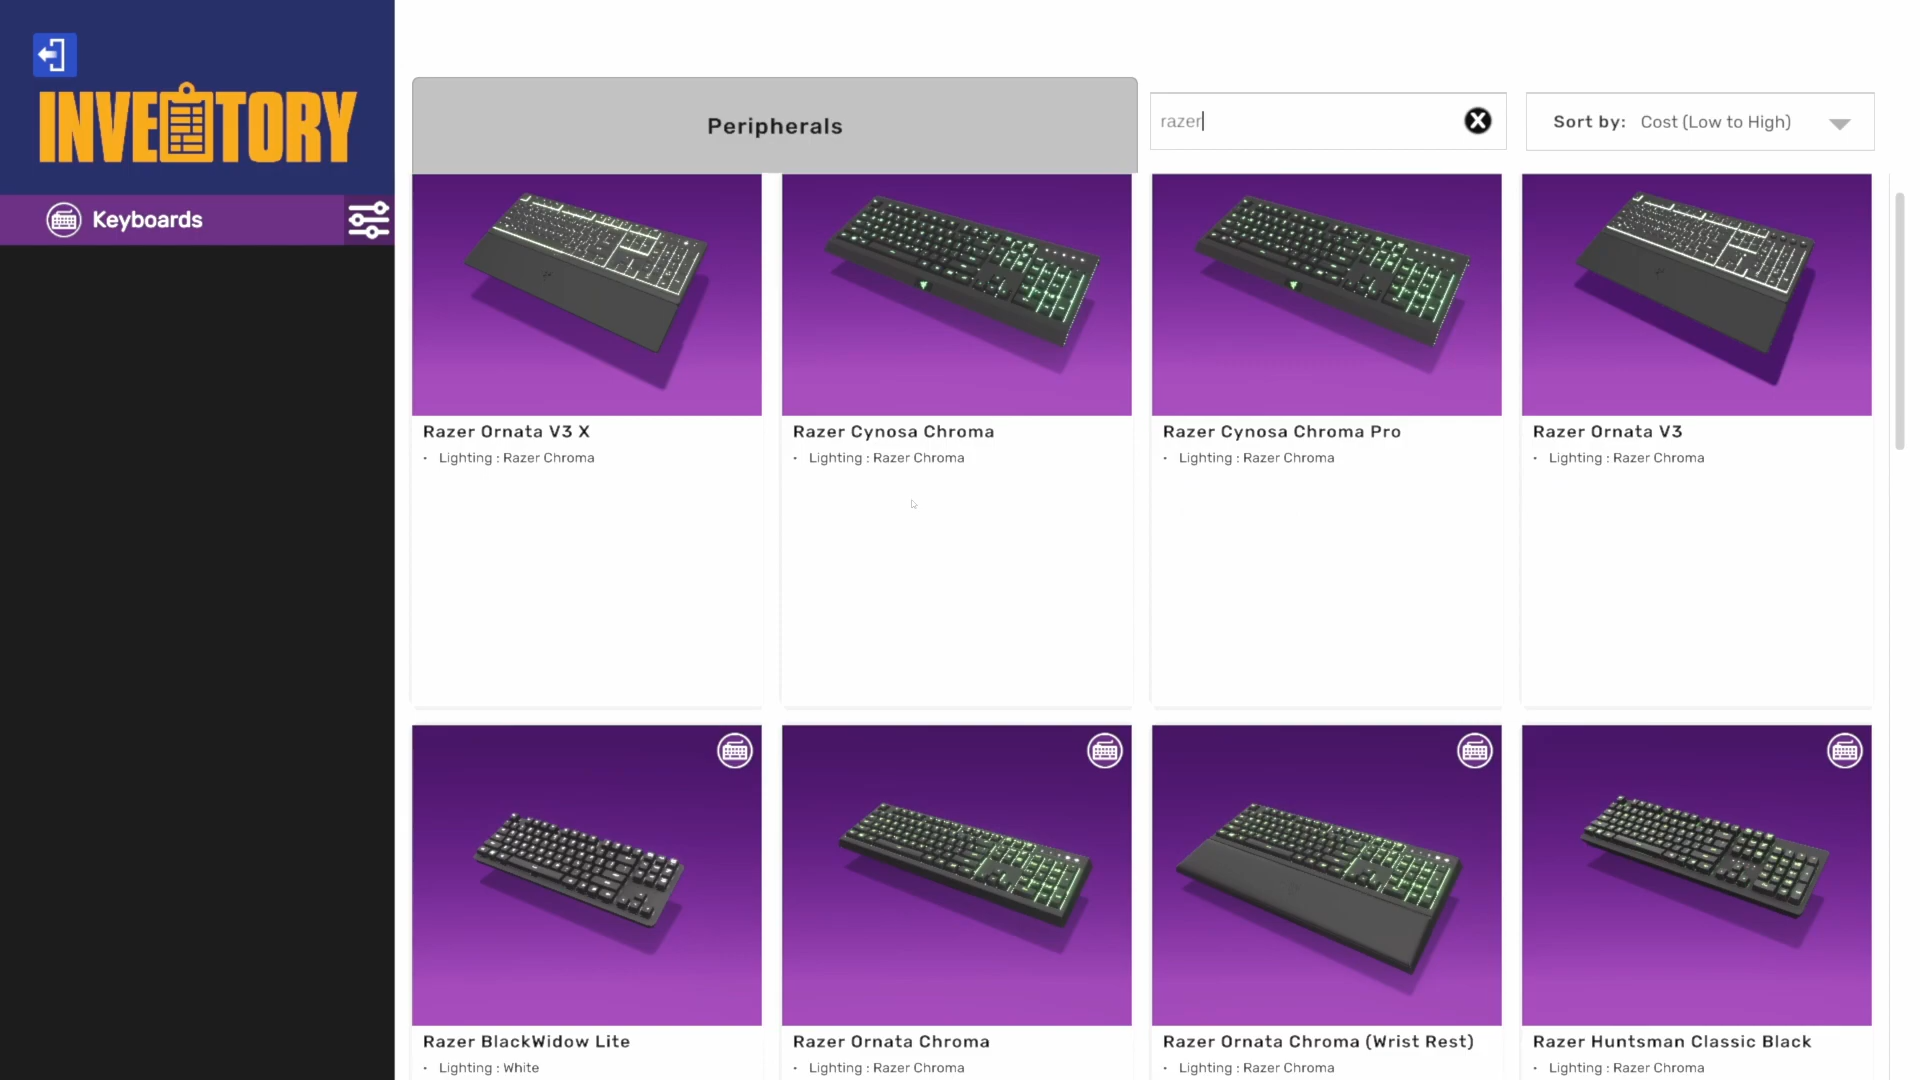 INVENTORY
Keyboards
Peripherals
razer
Sort by: Cost (Low to High)
Razer Ornata V3 X
• Lighting : Razer Chroma
Razer Cynosa Chroma
• Lighting : Razer Chroma
Razer Cynosa Chroma Pro
• Lighting : Razer Chroma
Razer Ornata V3
• Lighting : Razer Chroma
Razer BlackWidow Lite
• Lighting : White
Razer Ornata Chroma
• Lighting : Razer Chroma
Razer Ornata Chroma (Wrist Rest)
• Lighting : Razer Chroma
Razer Huntsman Classic Black
• Lighting : Razer Chroma